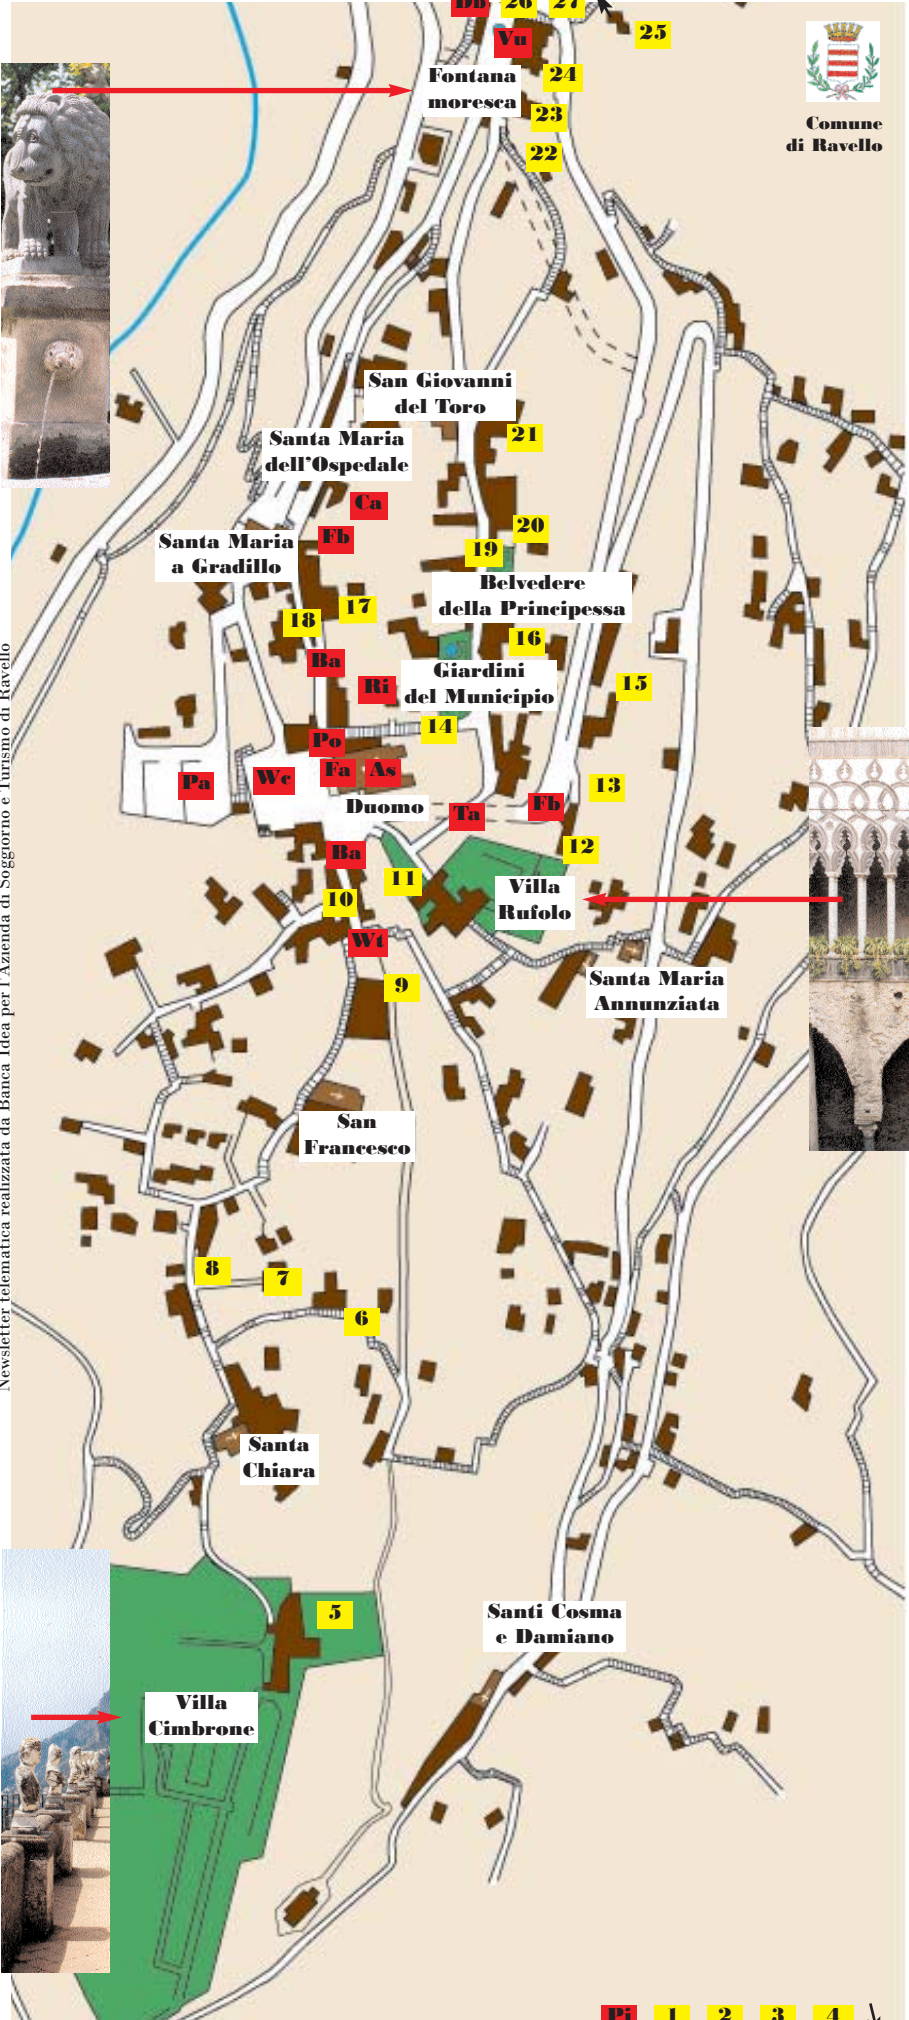 Db 26 27
25
Vu
Comune
di Ravello
Fontana
moresca
24
23
22
San Giovanni
del Toro
21
Santa Maria
dell'Ospedale
Ca
20
Fb
19
Santa Maria
a Gradillo
Belvedere
della Principessa
17
18
16
Ba
Giardini
del Municipio
Ri
15
14
Po
Fa As
Pa
Wc
13
Duomo
Ta
Fb
Ba
12
11
10
Villa
Rufolo
Wt
Santa Maria
Annunziata
9
San
Francesco
8
7
6
Santa
Chiara
5
Santi Cosma
e Damiano
Villa
Cimbrone
Pi 1 2 3 4
Newsletter telematica realizzata da Banca Idea per l'Azienda di Soggiorno e Turismo di Ravello